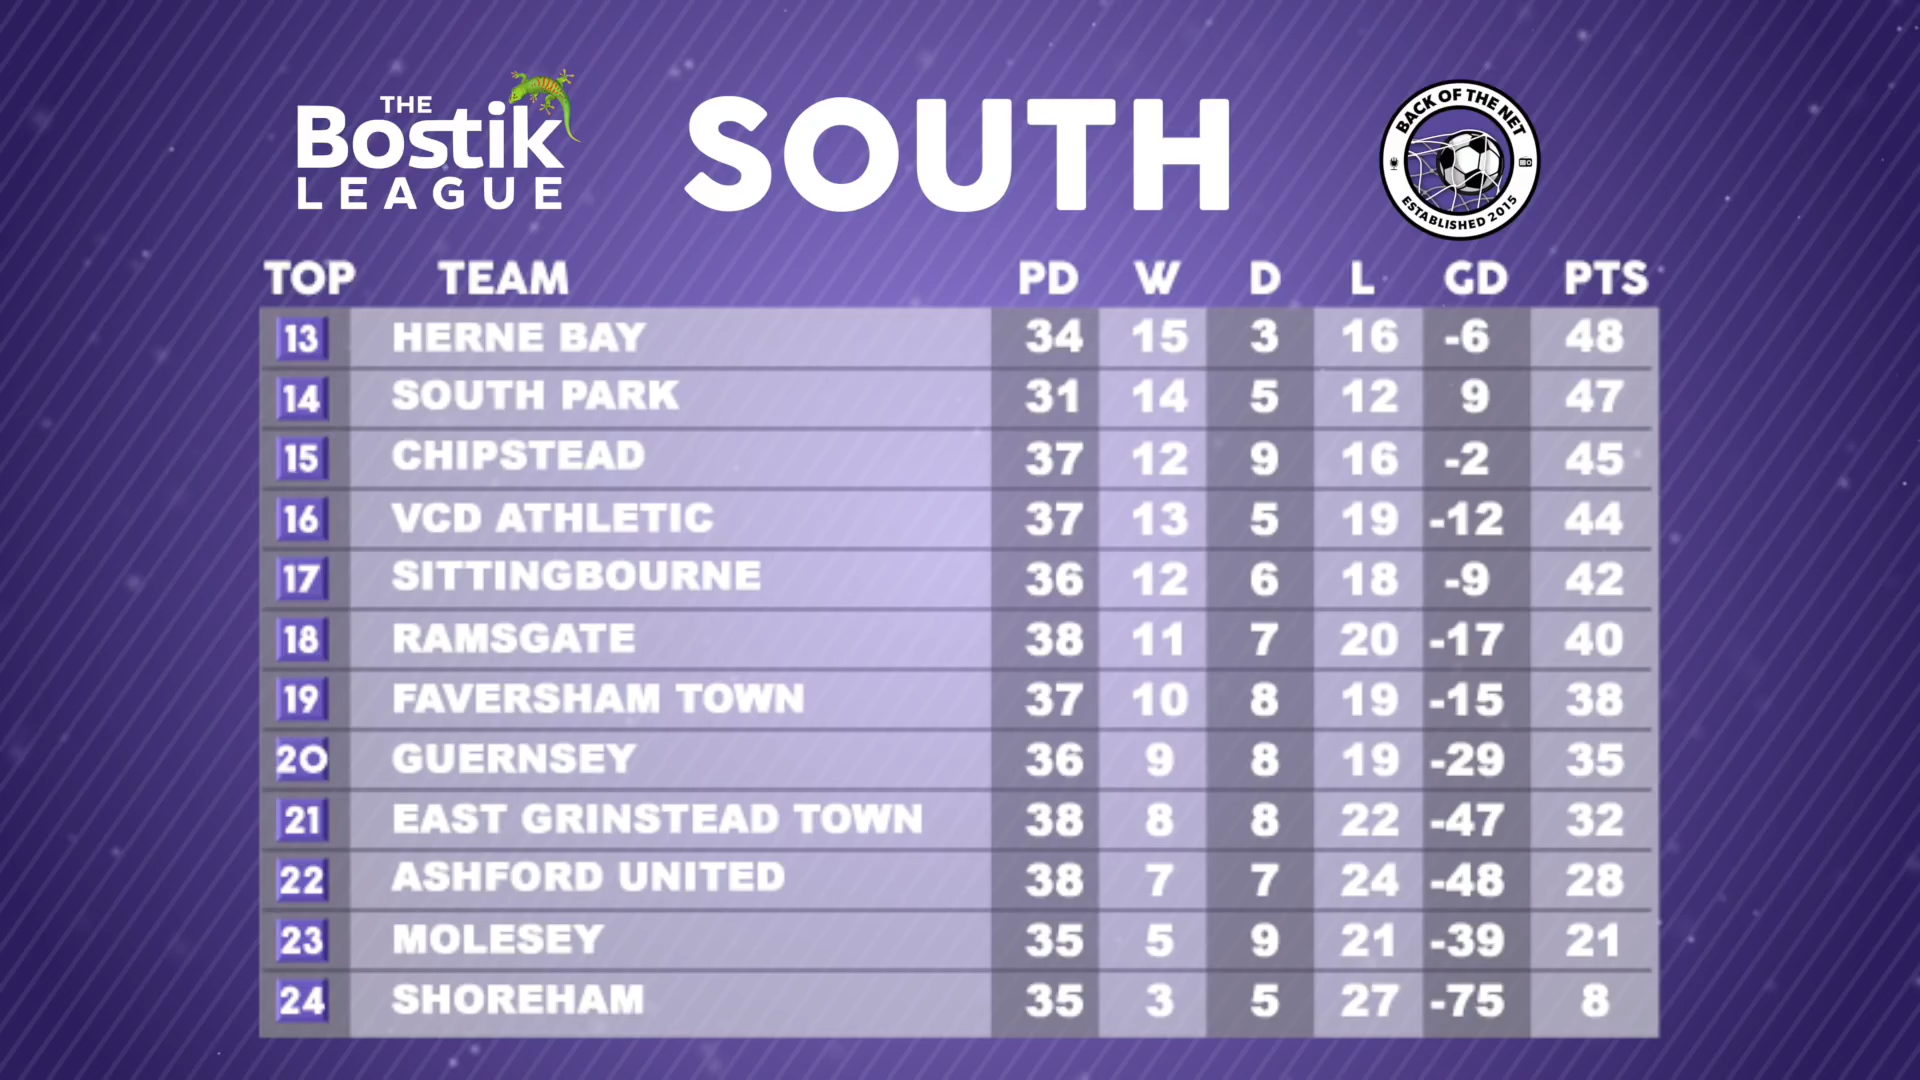 THE
Bostik
LEAGUE
SOUTH
BACK OF THE NET
ESTABLISHED 2015
TOP TEAM PD W D L GD PTS
13 HERNE BAY 34 15 3 16 -6 48
14 SOUTH PARK 31 14 5 12 9 47
15 CHIPSTEAD 37 12 9 16 -2 45
16 VCD ATHLETIC 37 13 5 19 -12 44
17 SITTINGBOURNE 36 12 6 18 -9 42
18 RAMSGATE 38 11 7 20 -17 40
19 FAVERSHAM TOWN 37 10 8 19 -15 38
20 GUERNSEY 36 9 8 19 -29 35
21 EAST GRINSTEAD TOWN 38 8 8 22 -47 32
22 ASHFORD UNITED 38 7 7 24 -48 28
23 MOLESEY 35 5 9 21 -39 21
24 SHOREHAM 35 3 5 27 -75 8